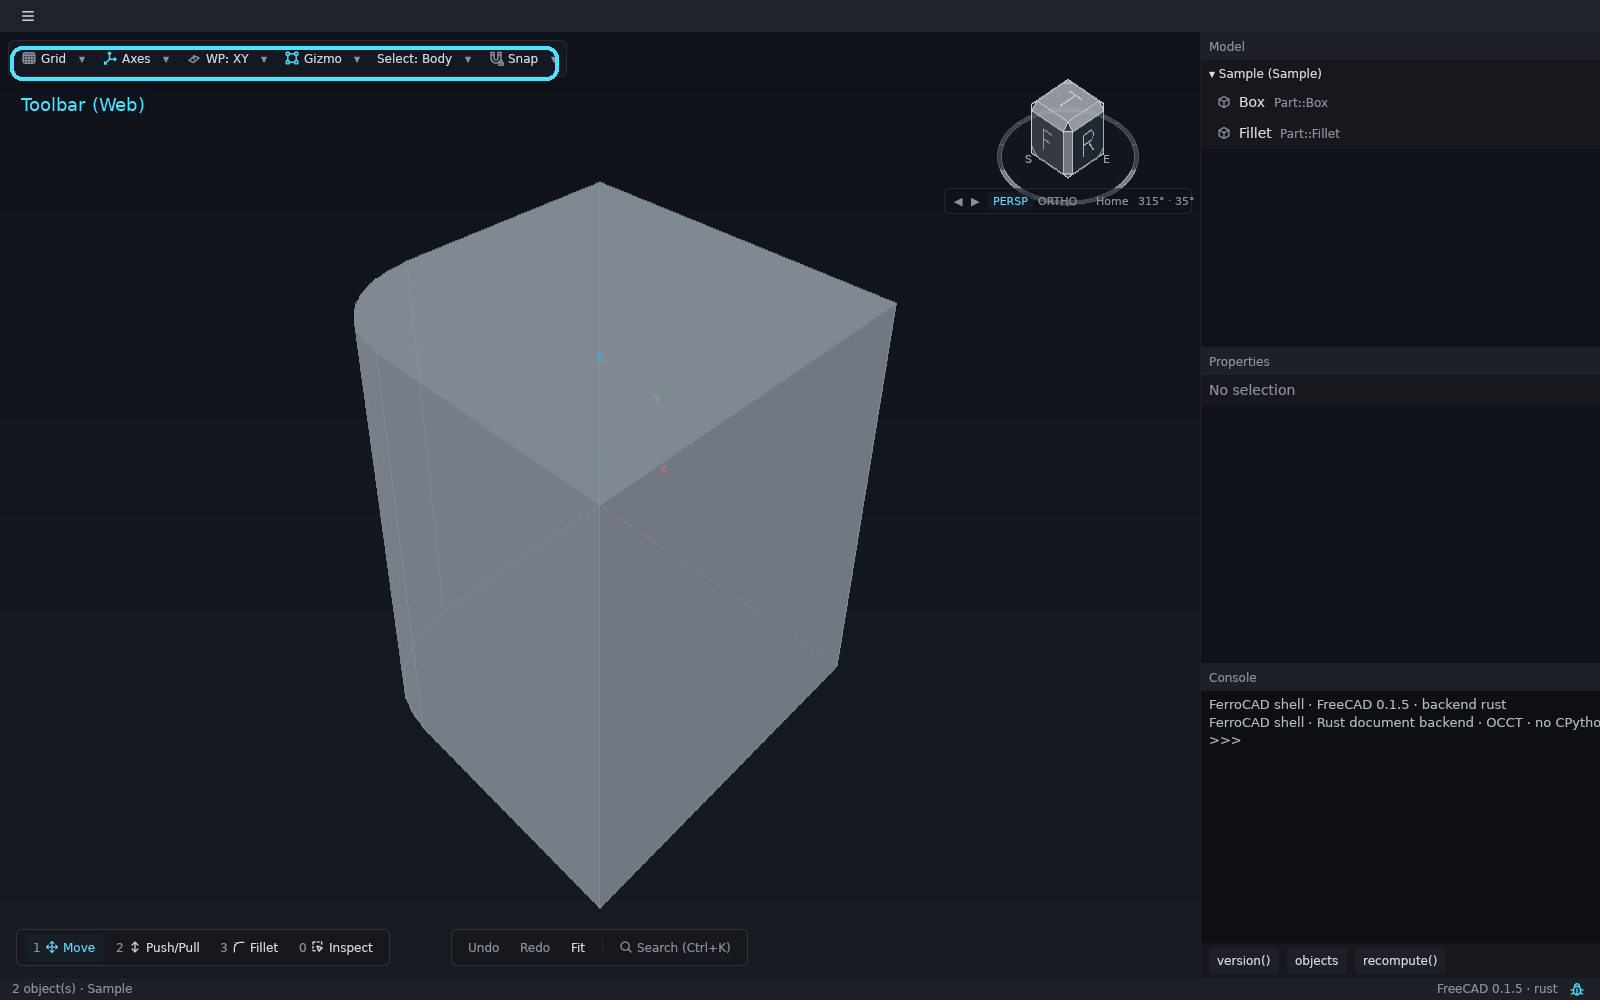 Grid ▾ Axes ▾ WP: XY ▾ Gizmo ▾ Select: Body ▾ Snap
Toolbar (Web)
T
F R
S E
◀ ▶ PERSP ORTHO Home 315° · 35°
Z
Y
X
Model
▾ Sample (Sample)
Box Part::Box
Fillet Part::Fillet
Properties
No selection
Console
FerroCAD shell · FreeCAD 0.1.5 · backend rust
FerroCAD shell · Rust document backend · OCCT · no CPytho
>>>
version() objects recompute()
1 Move 2 Push/Pull 3 Fillet 0 Inspect
Undo Redo Fit Search (Ctrl+K)
2 object(s) · Sample
FreeCAD 0.1.5 · rust